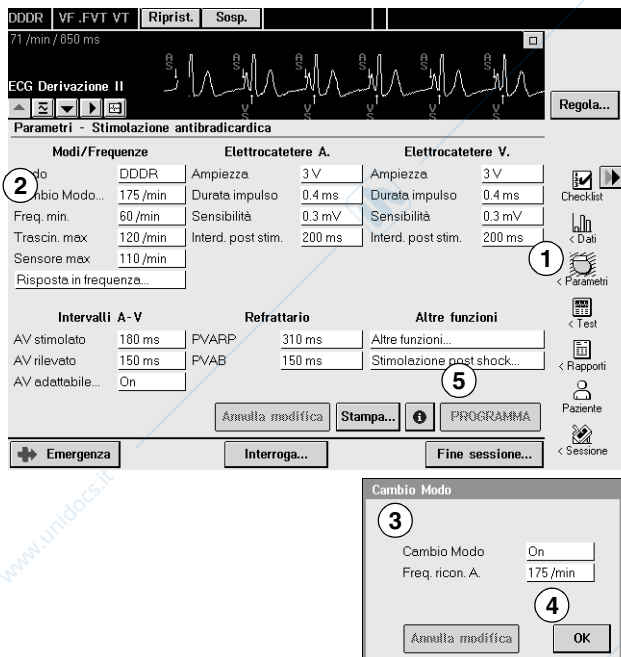 DDDR VF .FVT VT Riprist. Sosp.
71 /min / 850 ms
A S A S A S A S
ECG Derivazione II
V S V S V S V S
Regola...
Parametri - Stimolazione antibradicardica
Modi/Frequenze Elettrocatetere A. Elettrocatetere V.
DDDR Ampiezza 3 V Ampiezza 3 V
2
Modo... 175 /min Durata impulso 0.4 ms Durata impulso 0.4 ms
Freq. min. 60 /min Sensibilità 0.3 mV Sensibilità 0.3 mV
Trascin. max 120 /min Interd. post stim. 200 ms Interd. post stim. 200 ms
Sensore max 110 /min
Risposta in frequenza...
Checklist
< Dati
1
< Parametri
< Test
< Rapporti
Paziente
< Sessione
Intervalli A-V Refrattario Altre funzioni
AV stimolato 180 ms PVARP 310 ms Altre funzioni...
AV rilevato 150 ms PVAB 150 ms Stimolazione post shock...
AV adattabile... On
5
Annulla modifica Stampa... i PROGRAMMA
Emergenza Interroga... Fine sessione...
Cambio Modo
3
Cambio Modo On
Freq. ricon. A. 175 /min
4
Annulla modifica OK
www.unidocs.it